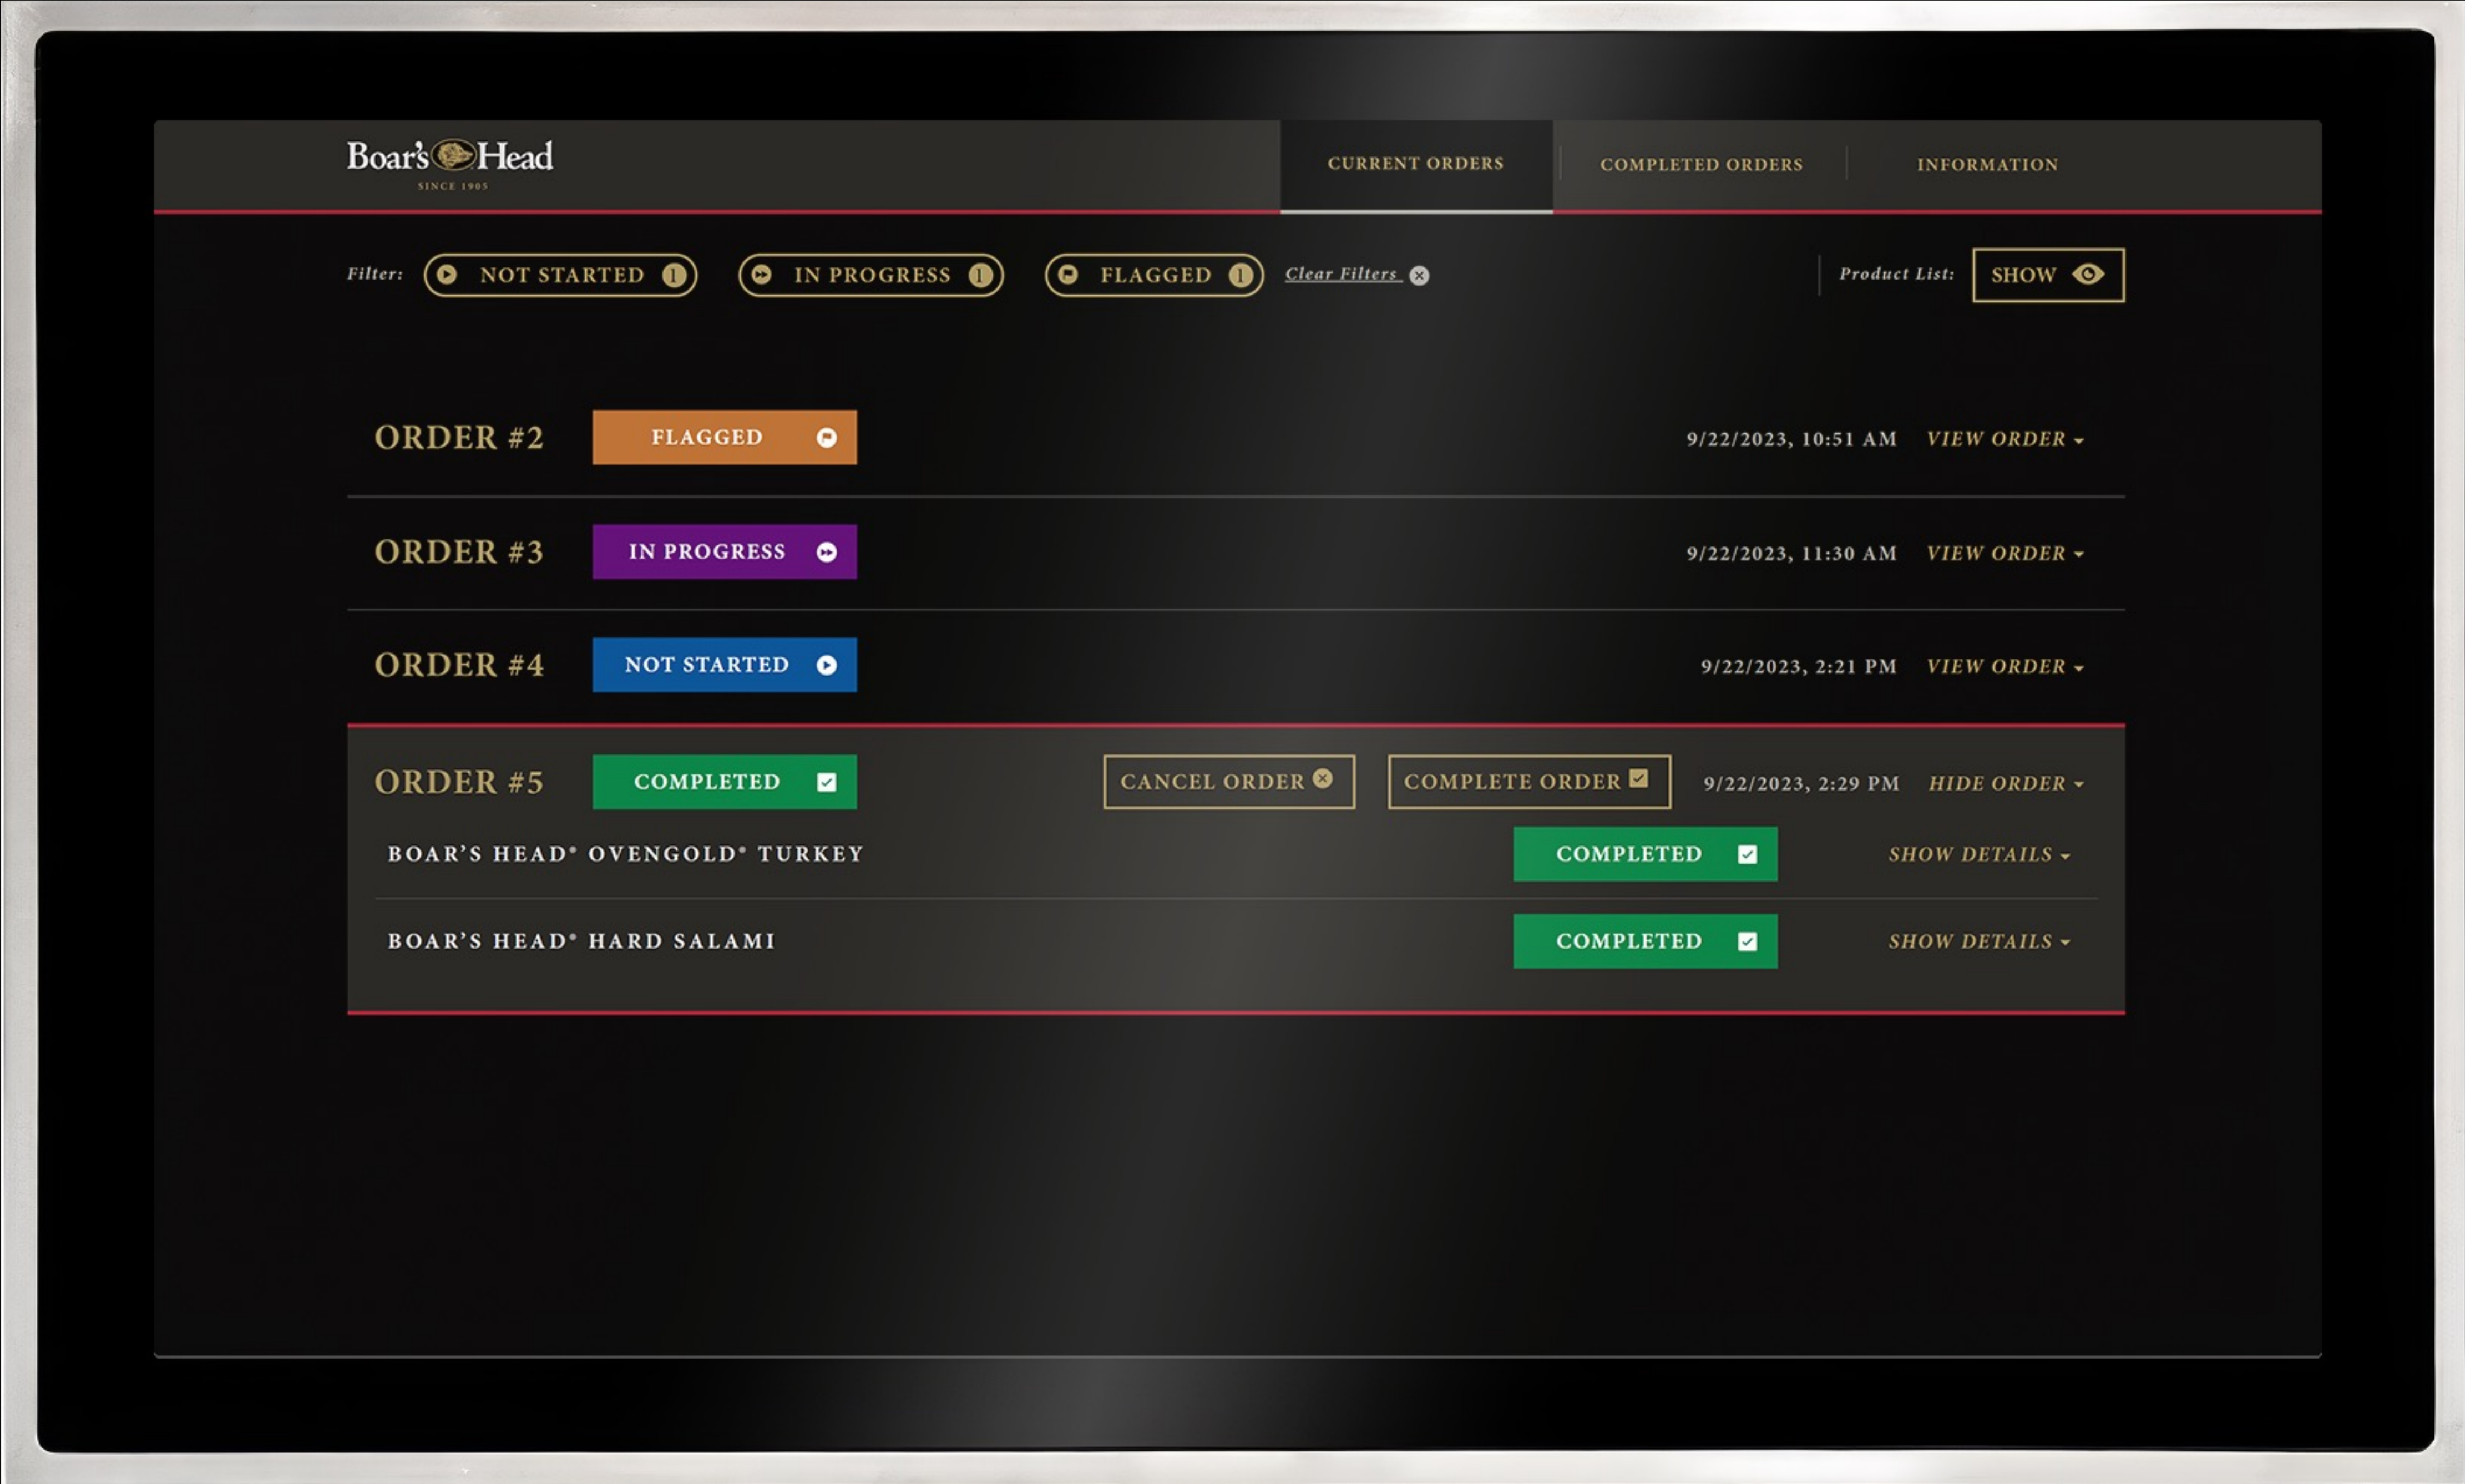 Boar's Head
SINCE 1905
CURRENT ORDERS
COMPLETED ORDERS
INFORMATION
Filter:
NOT STARTED 1
IN PROGRESS 1
FLAGGED 1
Clear Filters
Product List:
SHOW
ORDER #2 FLAGGED 9/22/2023, 10:51 AM VIEW ORDER
ORDER #3 IN PROGRESS 9/22/2023, 11:30 AM VIEW ORDER
ORDER #4 NOT STARTED 9/22/2023, 2:21 PM VIEW ORDER
ORDER #5 COMPLETED CANCEL ORDER COMPLETE ORDER 9/22/2023, 2:29 PM HIDE ORDER
BOAR'S HEAD® OVENGOLD® TURKEY COMPLETED SHOW DETAILS
BOAR'S HEAD® HARD SALAMI COMPLETED SHOW DETAILS